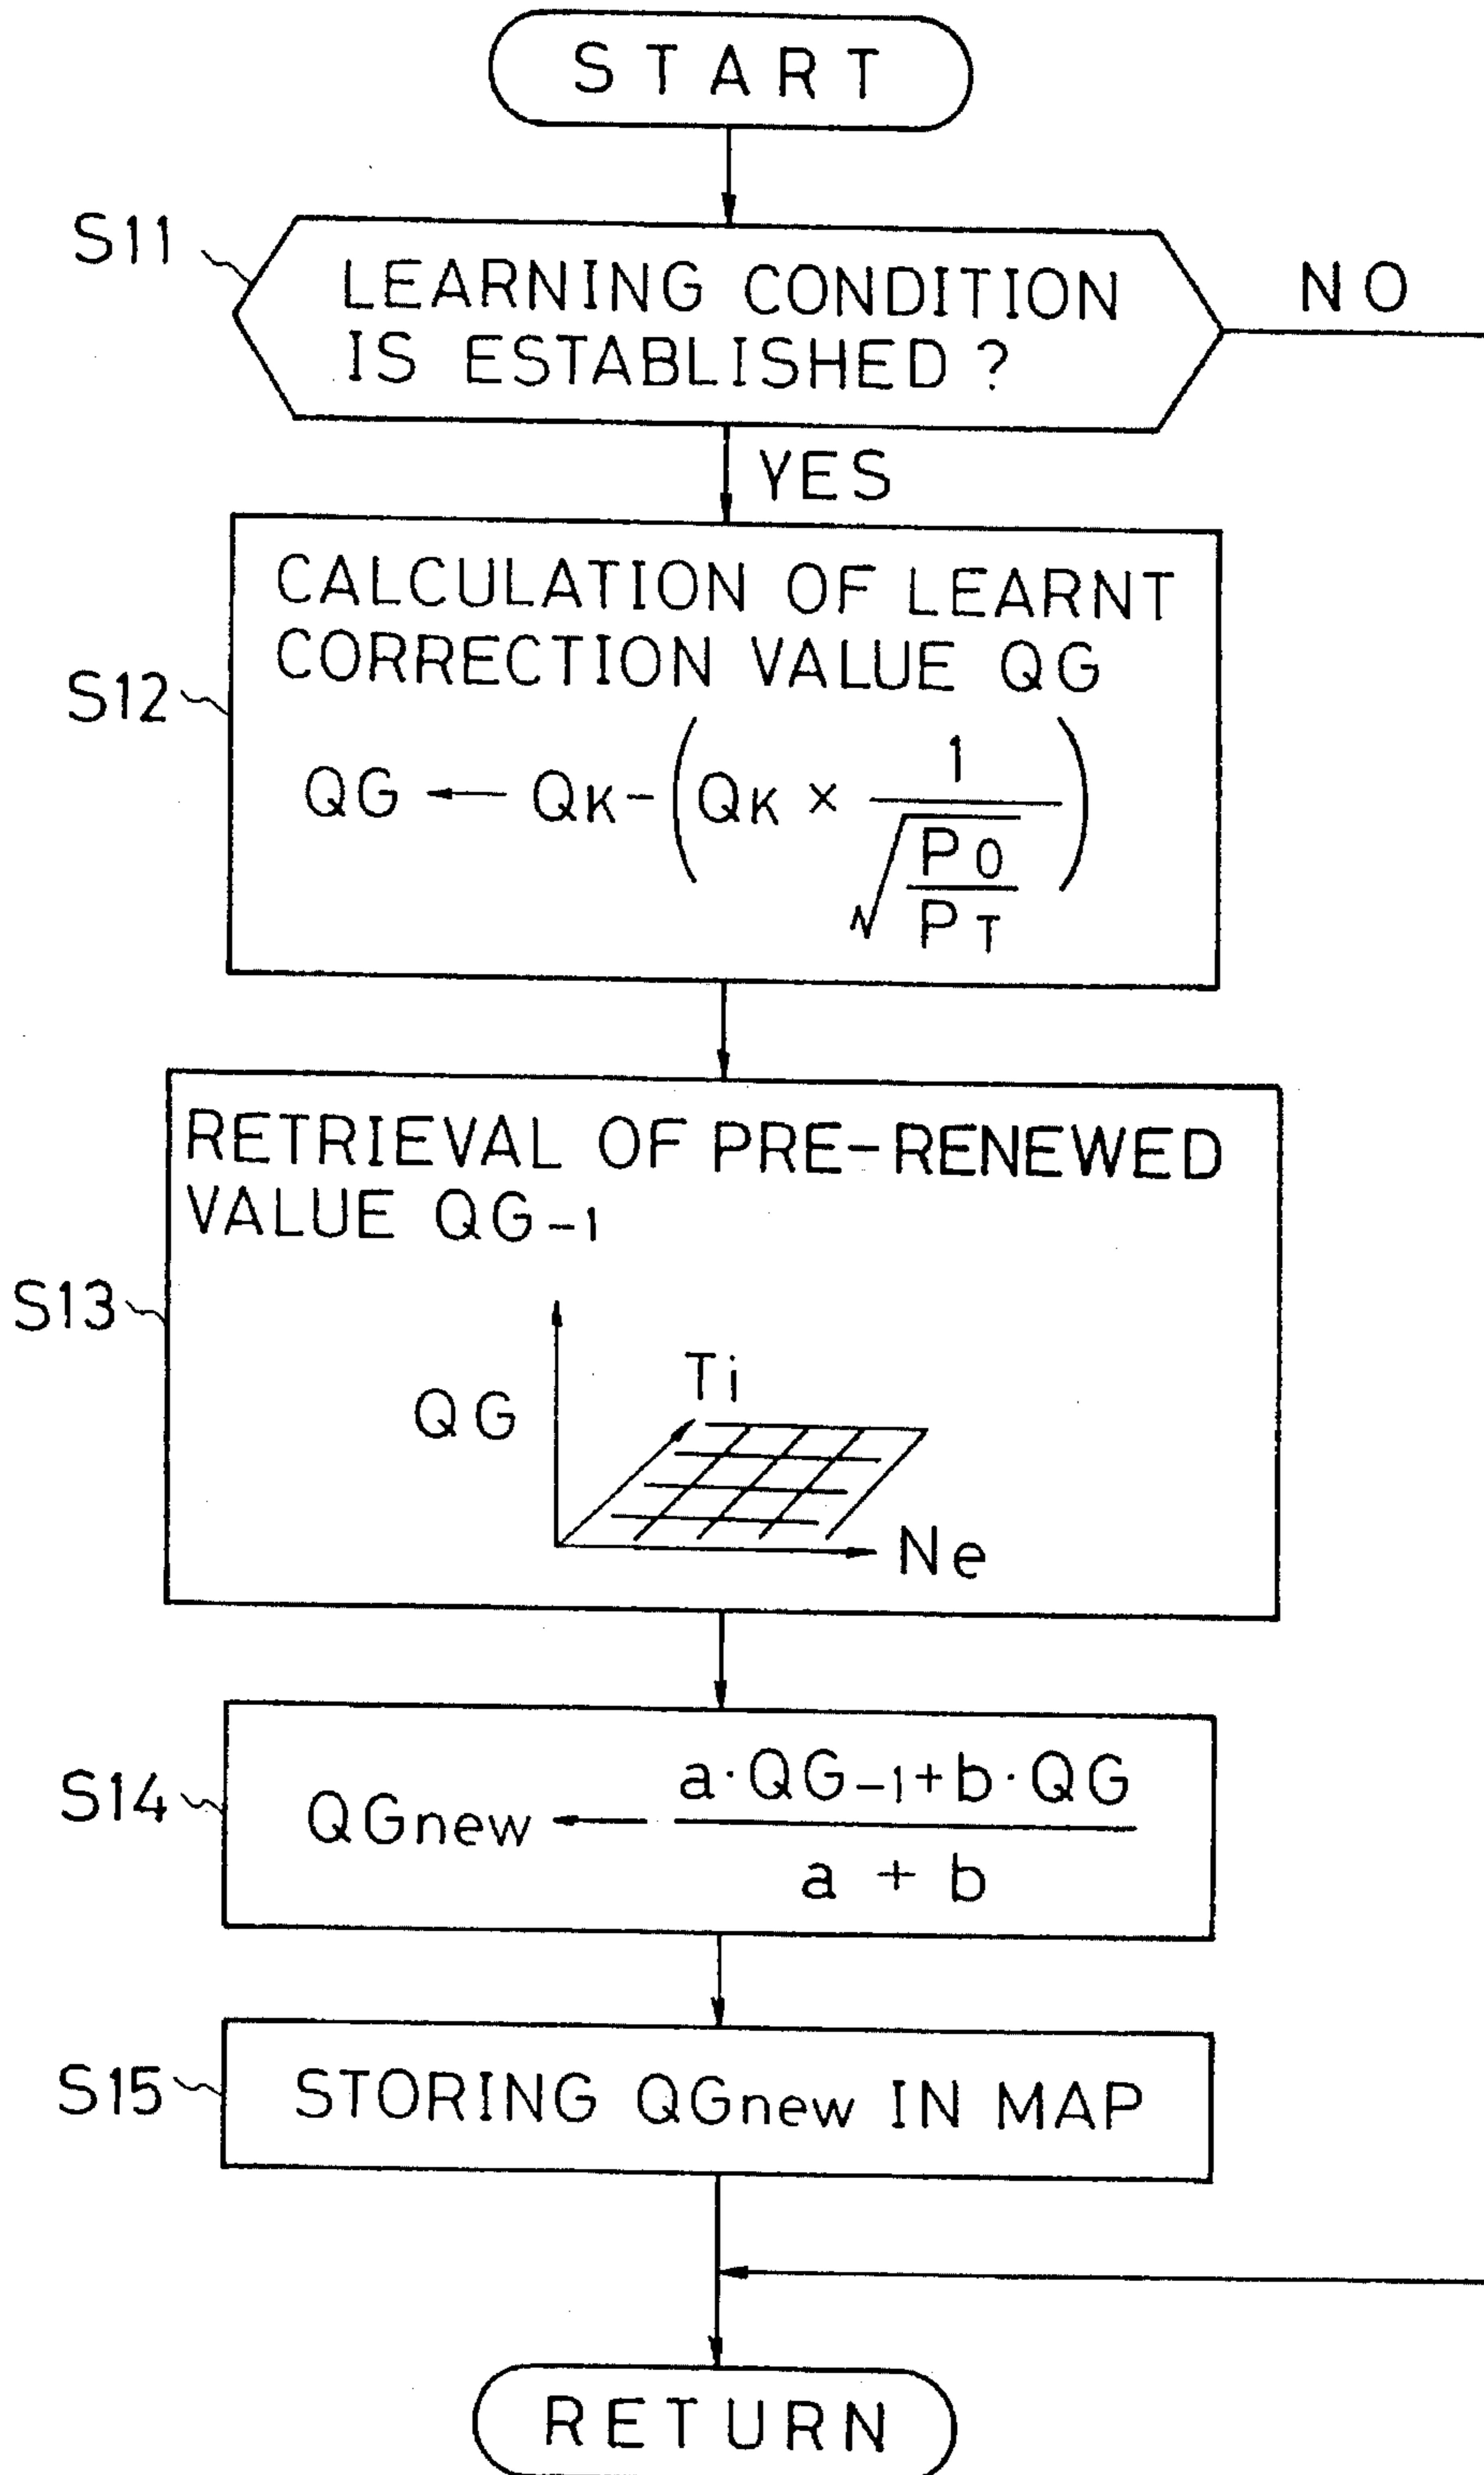 START
S11
LEARNING CONDITION
IS ESTABLISHED?
NO
YES
S12
CALCULATION OF LEARNT
CORRECTION VALUE QG
QG ← QK-(QK × 1/√(P0/PT))
S13
RETRIEVAL OF PRE-RENEWED
VALUE QG-1
QG
Ti
Ne
S14
QGnew ← (a·QG-1+b·QG)/(a + b)
S15
STORING QGnew IN MAP
RETURN